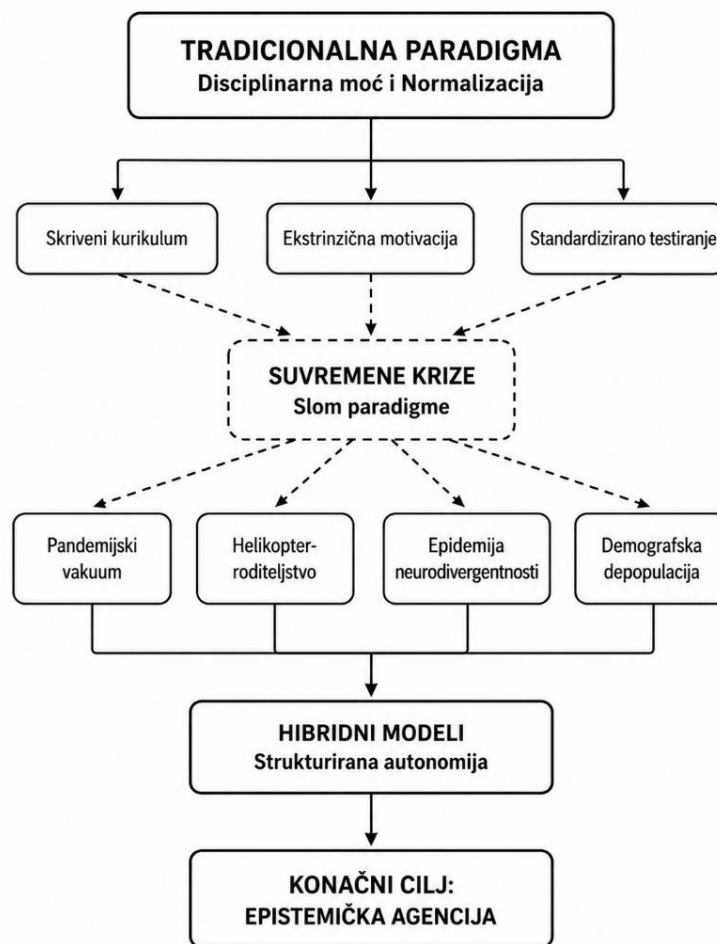 TRADICIONALNA PARADIGMA
Disciplinarna moć i Normalizacija
Skriveni kurikulum
Ekstrinzična motivacija
Standardizirano testiranje
SUVREMENE KRIZE
Slom paradigme
Pandemijski
vakuum
Helikopter-
roditeljstvo
Epidemija
neurodivergentnosti
Demografska
depopulacija
HIBRIDNI MODELI
Strukturirana autonomija
KONAČNI CILJ:
EPISTEMIČKA AGENCIJA